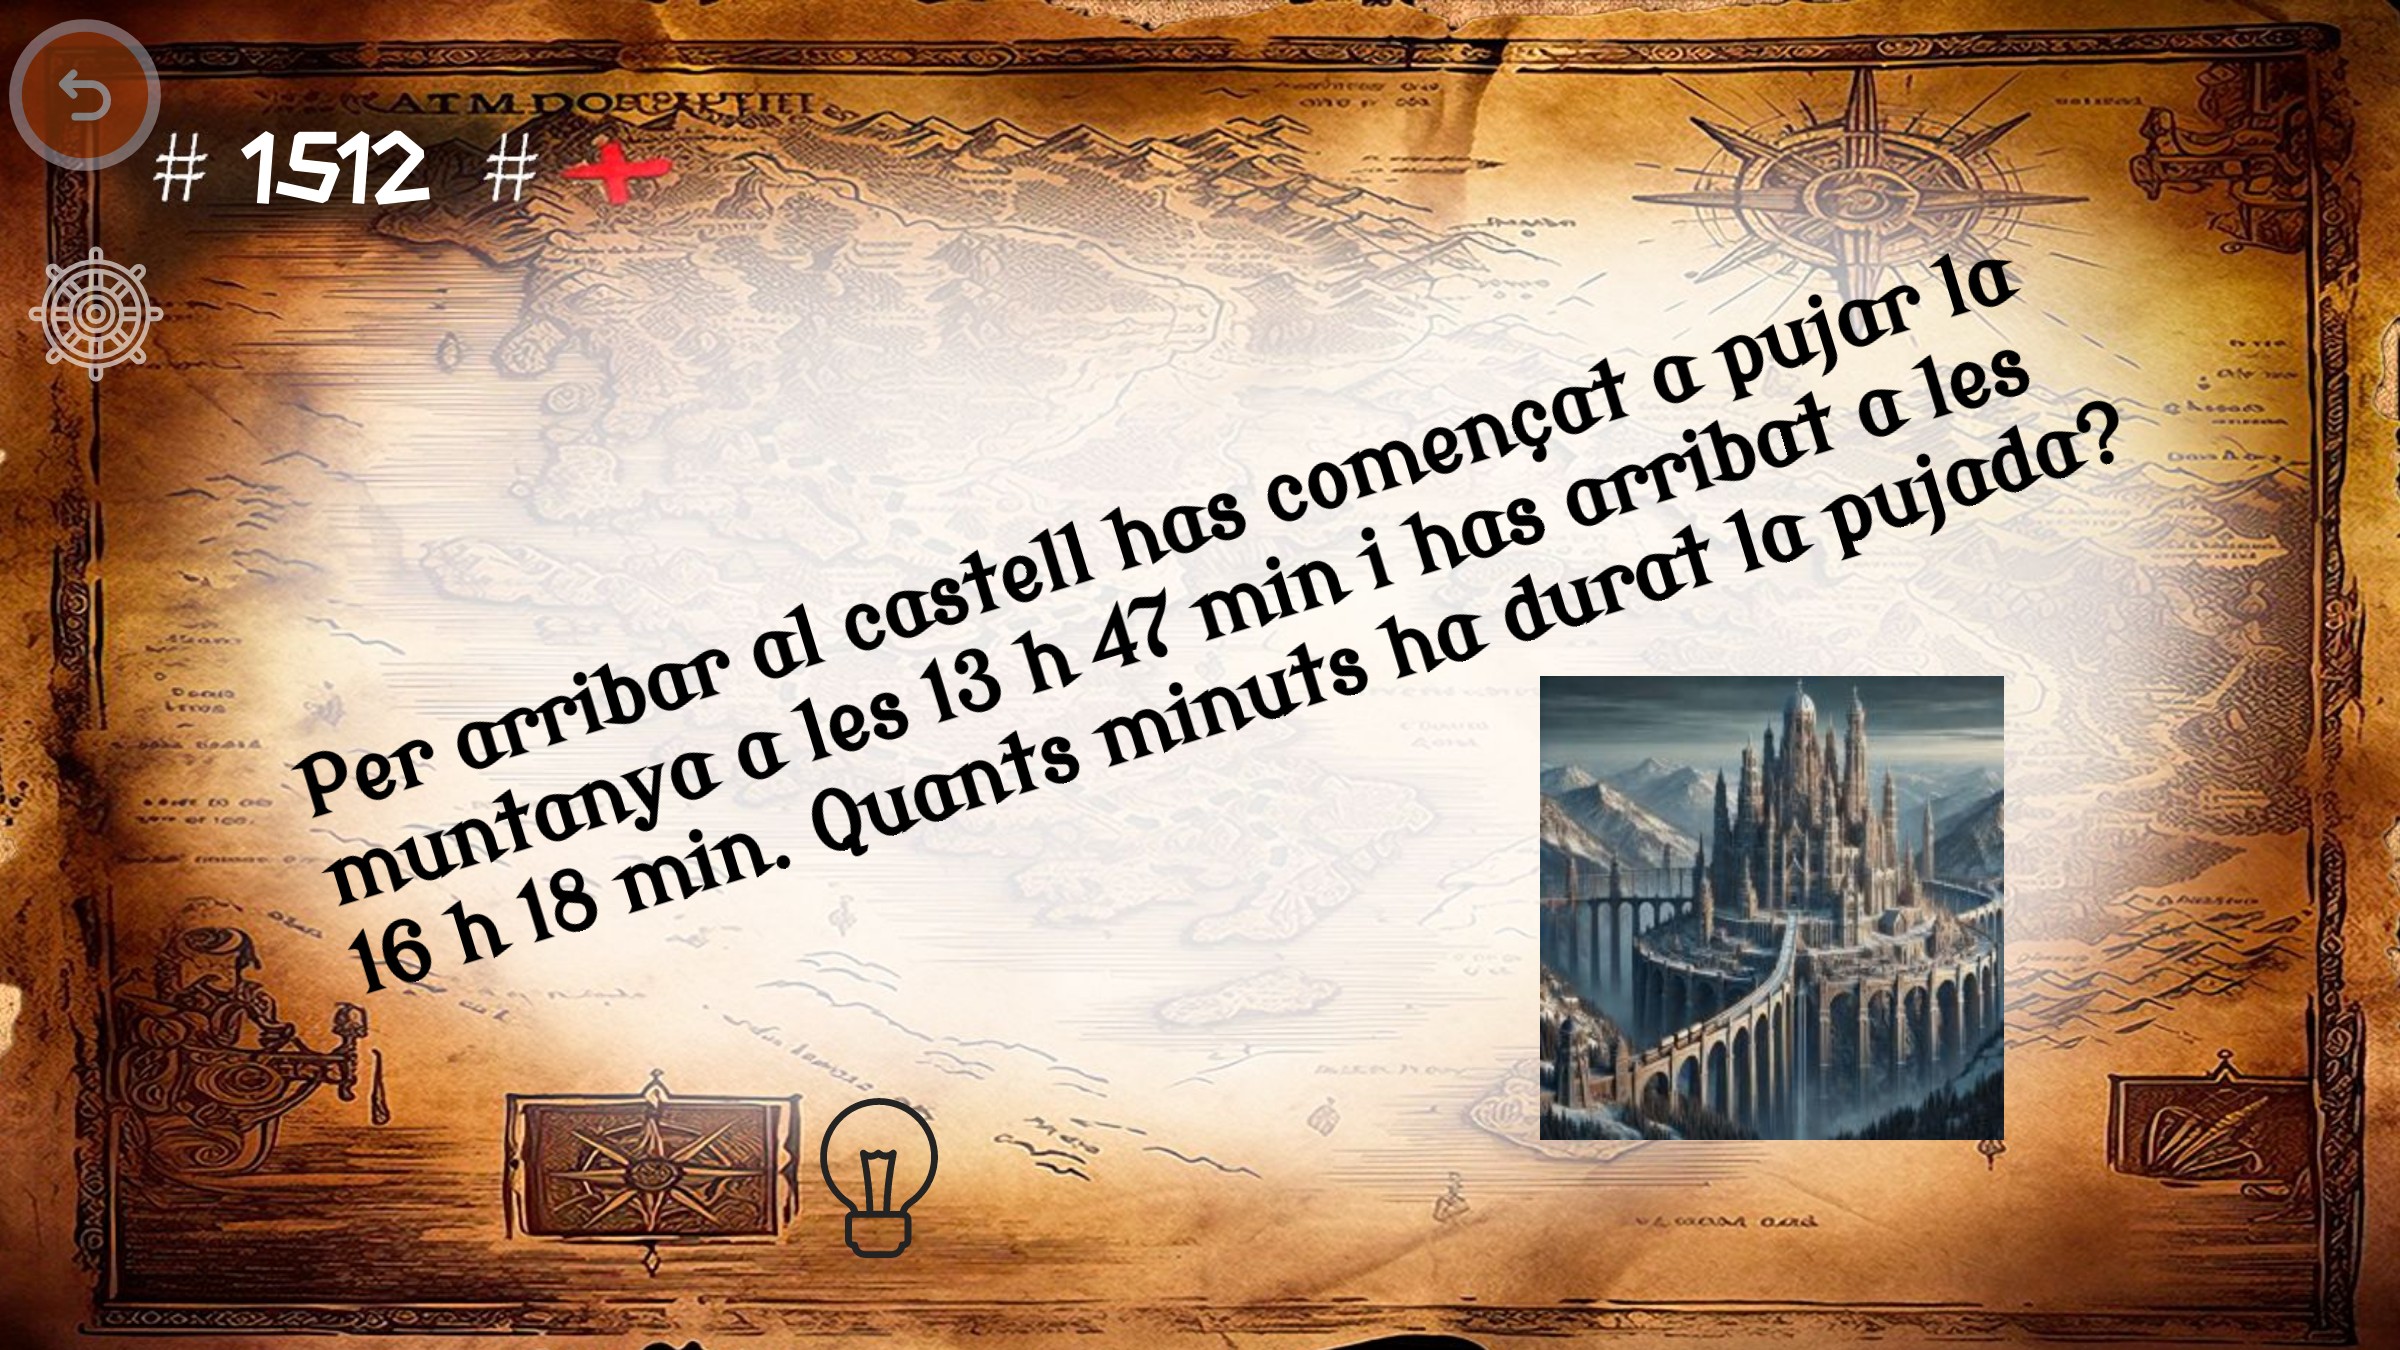 # 1512 #
Per arribar al castell has començat a pujar la
muntanya a les 13 h 47 min i has arribat a les
16 h 18 min. Quants minuts ha durat la pujada?